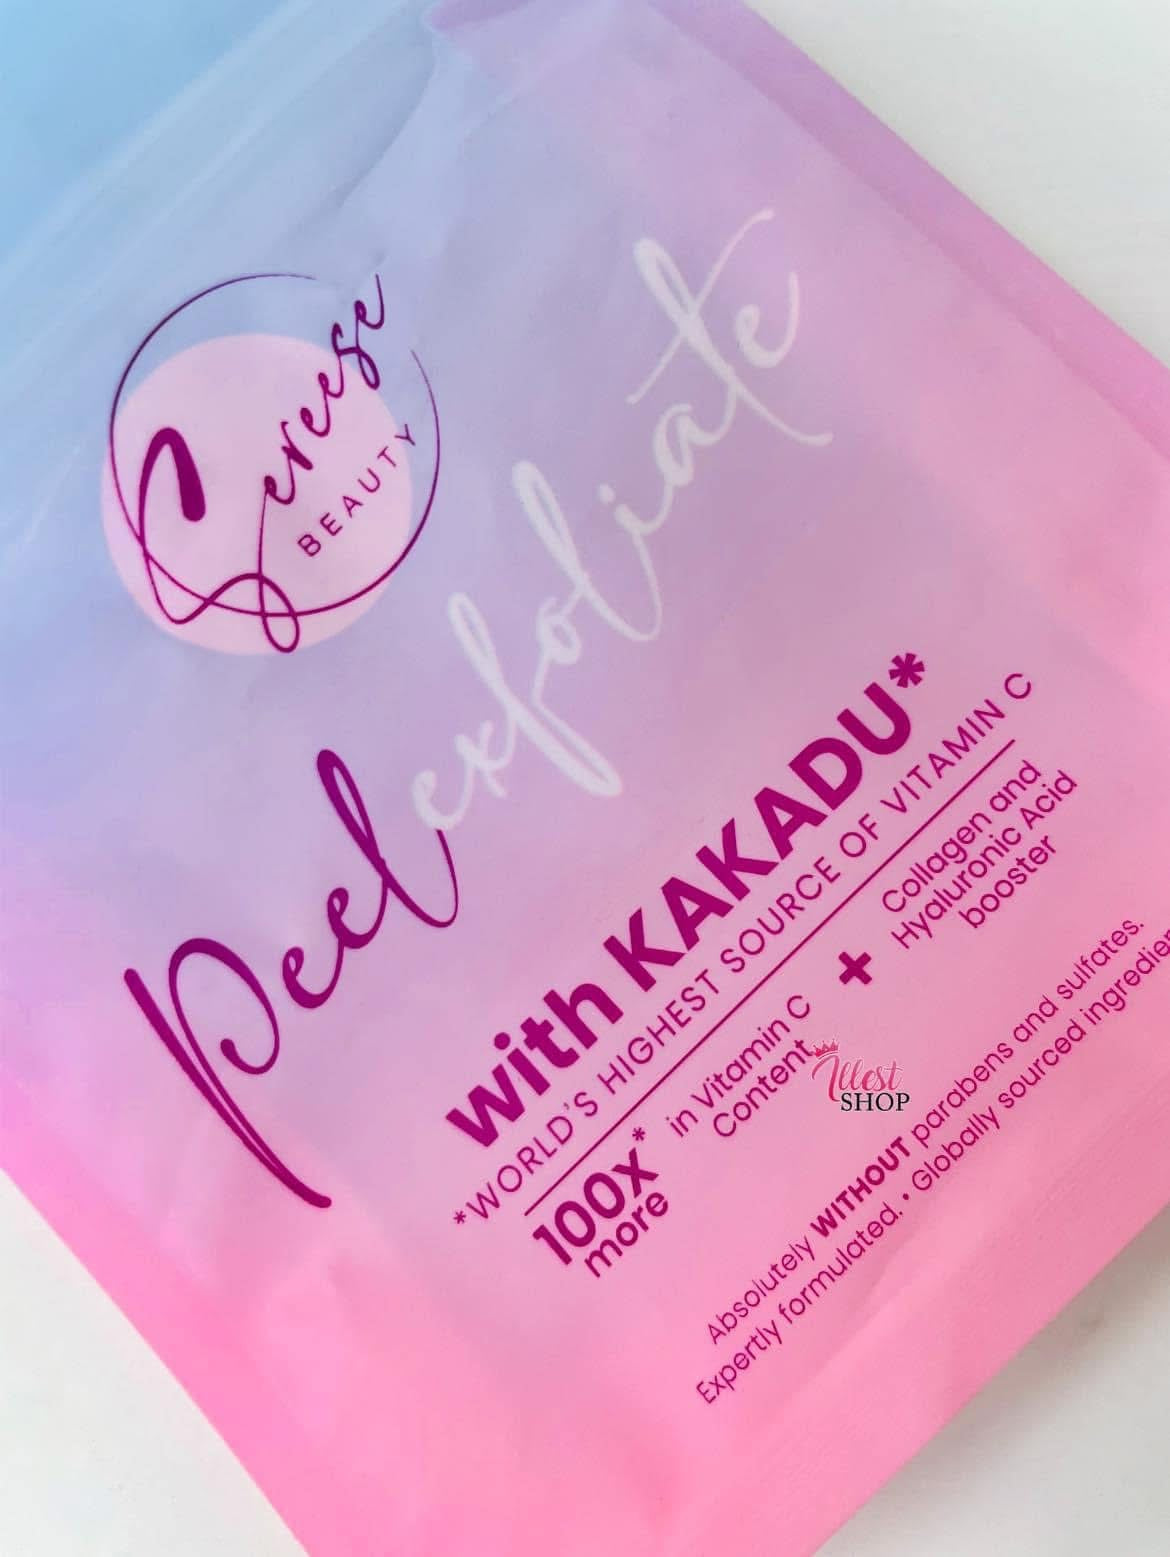 Sereese
BEAUTY
Peel exfoliate
with KAKADU*
*WORLD'S HIGHEST SOURCE OF VITAMIN C
100x*
more
in Vitamin C
Content
+
Collagen and
Hyaluronic Acid
booster
Illest
SHOP
Absolutely WITHOUT parabens and sulfates.
Expertly formulated. • Globally sourced